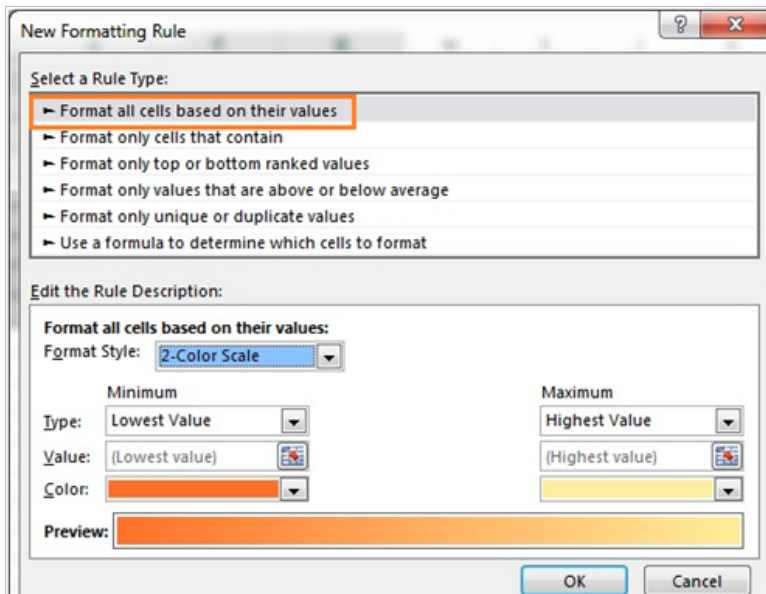 New Formatting Rule
?
Select a Rule Type:
► Format all cells based on their values
► Format only cells that contain
► Format only top or bottom ranked values
► Format only values that are above or below average
► Format only unique or duplicate values
► Use a formula to determine which cells to format
Edit the Rule Description:
Format all cells based on their values:
Format Style: 2-Color Scale
Minimum Maximum
Type: Lowest Value Highest Value
Value: (Lowest value) (Highest value)
Color:
Preview:
OK Cancel